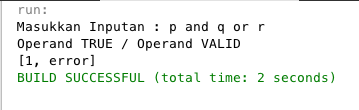 run:
Masukkan Inputan : p and q or r
Operand TRUE / Operand VALID
[1, error]
BUILD SUCCESSFUL (total time: 2 seconds)